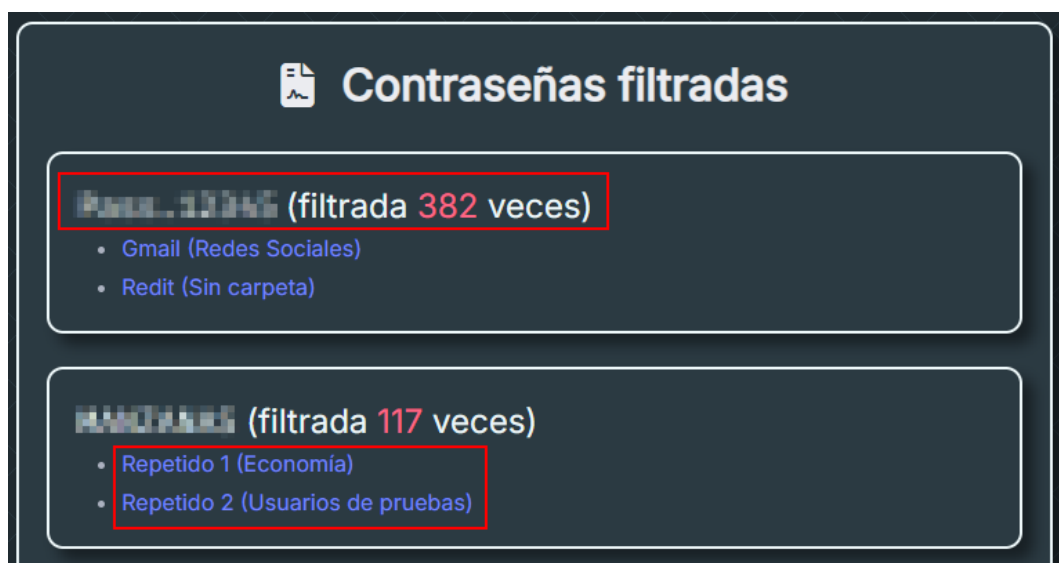 Contraseñas filtradas
(filtrada 382 veces)
Gmail (Redes Sociales)
Redit (Sin carpeta)
(filtrada 117 veces)
Repetido 1 (Economía)
Repetido 2 (Usuarios de pruebas)